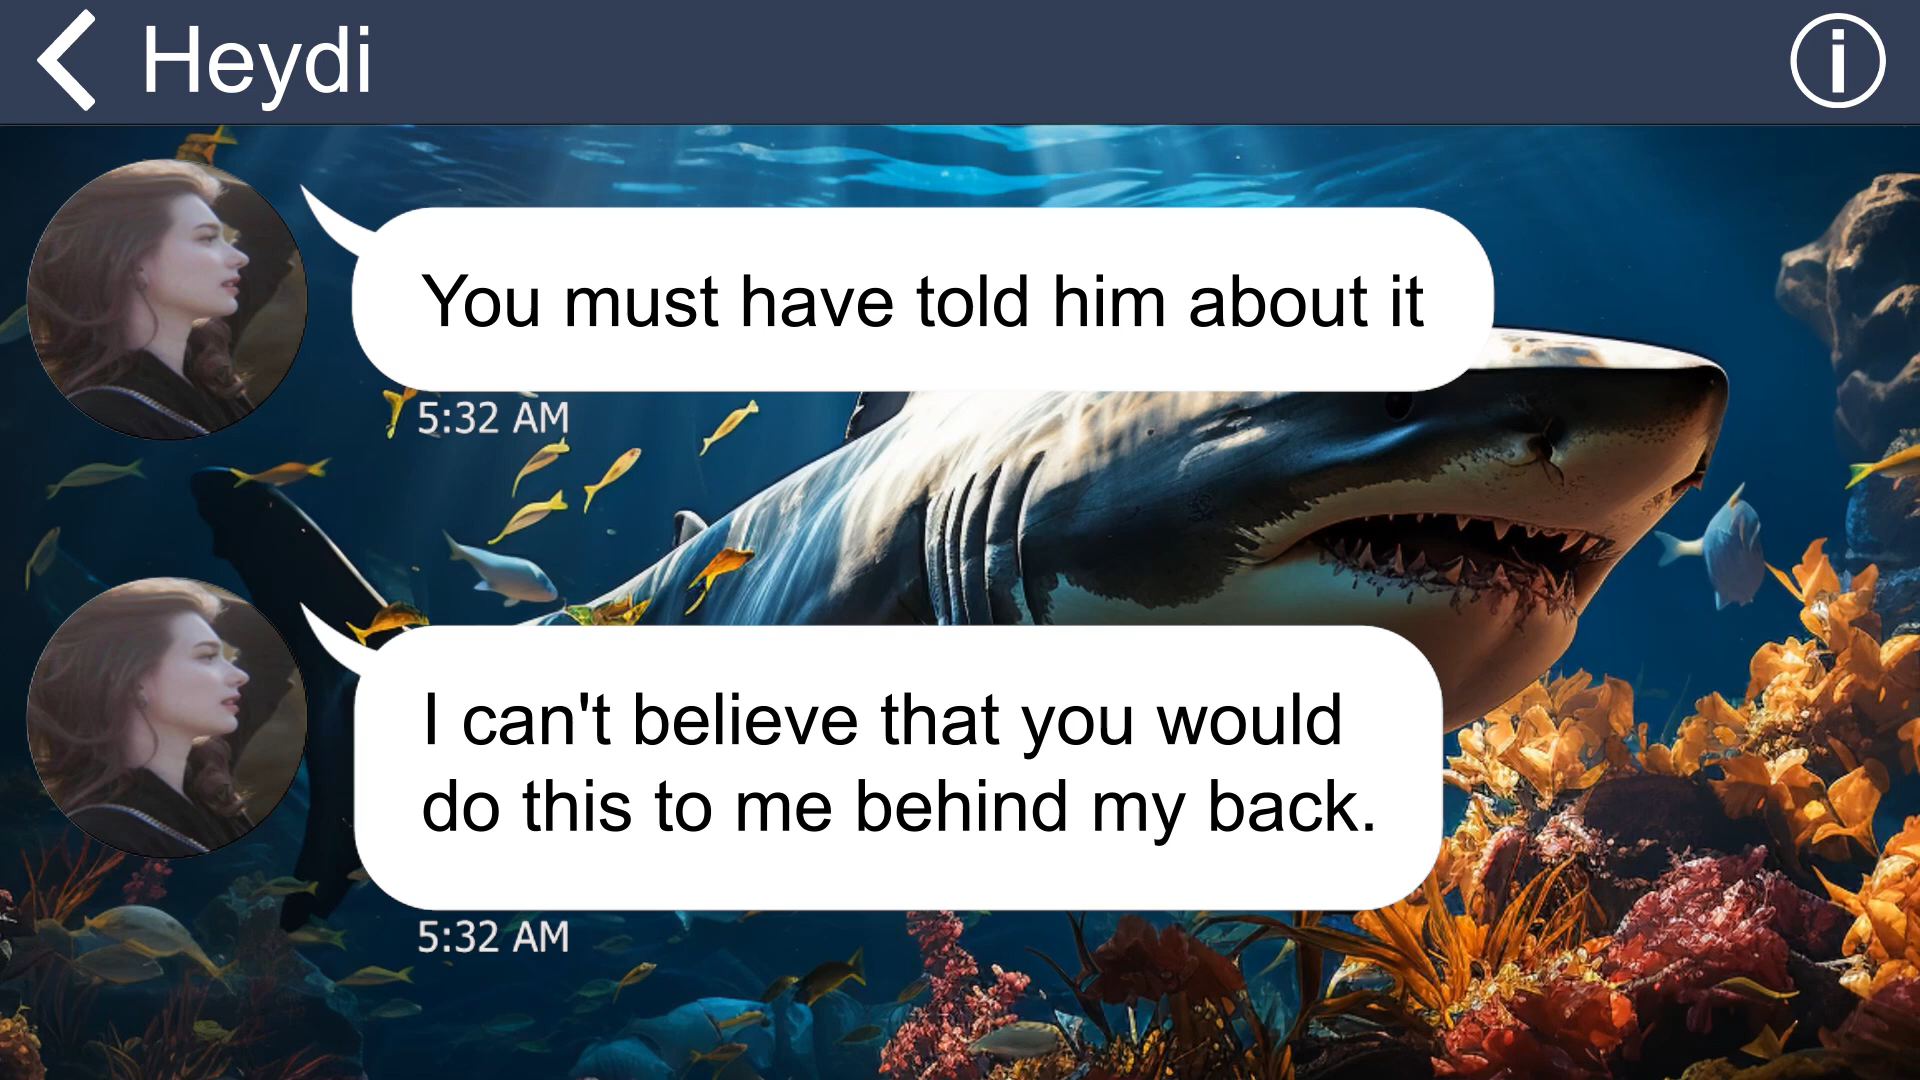 Heydi
You must have told him about it
5:32 AM
I can't believe that you would
do this to me behind my back.
5:32 AM